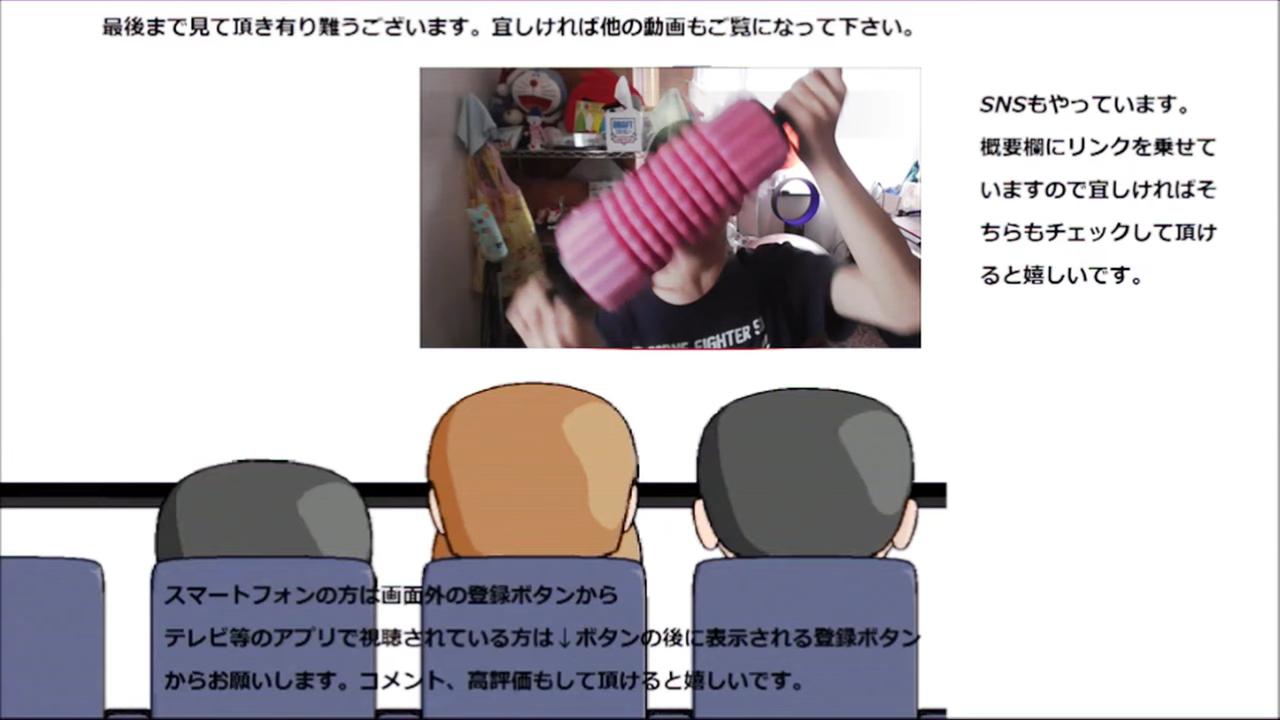 最後まで見て頂き有り難うございます。宜しければ他の動画もご覧になって下さい。
SNSもやっています。
概要欄にリンクを乗せて
いますので宜しければそ
ちらもチェックして頂け
ると嬉しいです。
FIGHTER
スマートフォンの方は画面外の登録ボタンから
テレビ等のアプリで視聴されている方は↓ボタンの後に表示される登録ボタン
からお願いします。コメント、高評価もして頂けると嬉しいです。